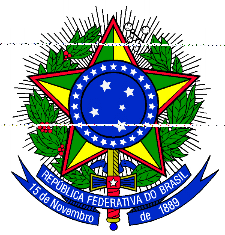 REPÚBLICA FEDERATIVA DO BRASIL
15 de Novembro de 1889